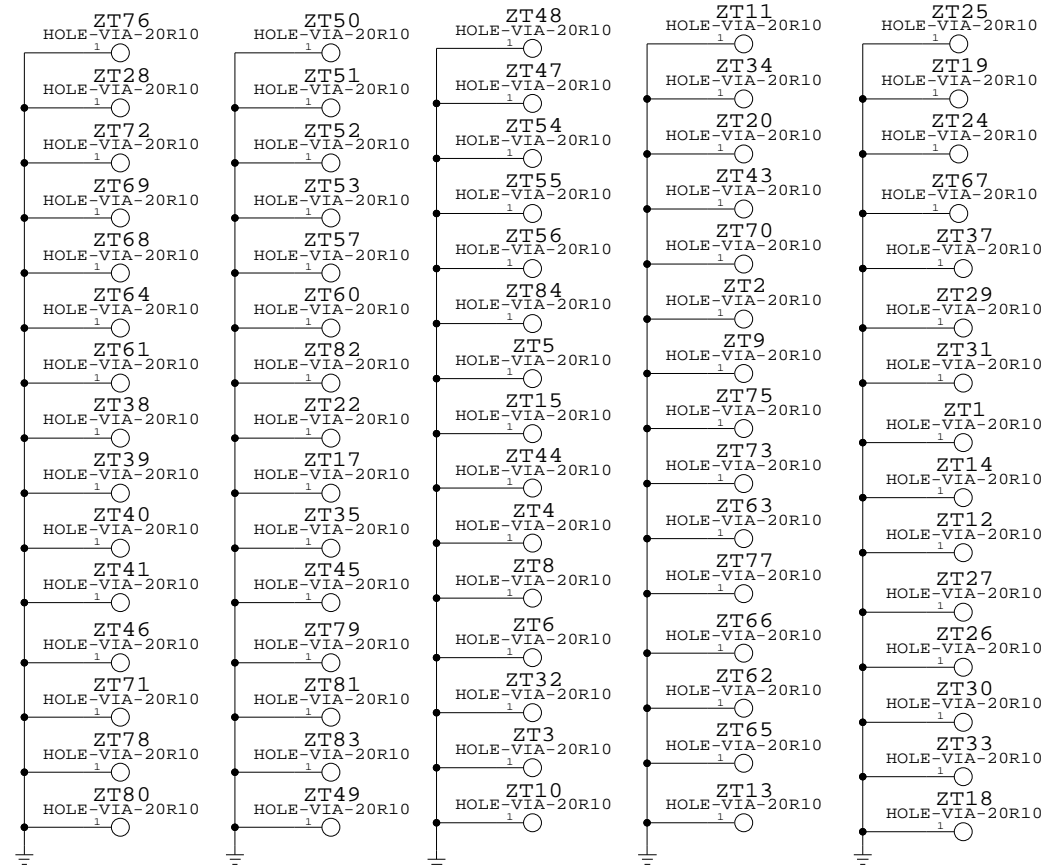 ZT76
HOLE-VIA-20R10
1
ZT28
HOLE-VIA-20R10
1
ZT72
HOLE-VIA-20R10
1
ZT69
HOLE-VIA-20R10
1
ZT68
HOLE-VIA-20R10
1
ZT64
HOLE-VIA-20R10
1
ZT61
HOLE-VIA-20R10
1
ZT38
HOLE-VIA-20R10
1
ZT39
HOLE-VIA-20R10
1
ZT40
HOLE-VIA-20R10
1
ZT41
HOLE-VIA-20R10
1
ZT46
HOLE-VIA-20R10
1
ZT71
HOLE-VIA-20R10
1
ZT78
HOLE-VIA-20R10
1
ZT80
HOLE-VIA-20R10
1
ZT50
HOLE-VIA-20R10
1
ZT51
HOLE-VIA-20R10
1
ZT52
HOLE-VIA-20R10
1
ZT53
HOLE-VIA-20R10
1
ZT57
HOLE-VIA-20R10
1
ZT60
HOLE-VIA-20R10
1
ZT82
HOLE-VIA-20R10
1
ZT22
HOLE-VIA-20R10
1
ZT17
HOLE-VIA-20R10
1
ZT35
HOLE-VIA-20R10
1
ZT45
HOLE-VIA-20R10
1
ZT79
HOLE-VIA-20R10
1
ZT81
HOLE-VIA-20R10
1
ZT83
HOLE-VIA-20R10
1
ZT49
HOLE-VIA-20R10
1
ZT48
HOLE-VIA-20R10
1
ZT47
HOLE-VIA-20R10
1
ZT54
HOLE-VIA-20R10
1
ZT55
HOLE-VIA-20R10
1
ZT56
HOLE-VIA-20R10
1
ZT84
HOLE-VIA-20R10
1
ZT5
HOLE-VIA-20R10
1
ZT15
HOLE-VIA-20R10
1
ZT44
HOLE-VIA-20R10
1
ZT4
HOLE-VIA-20R10
1
ZT8
HOLE-VIA-20R10
1
ZT6
HOLE-VIA-20R10
1
ZT32
HOLE-VIA-20R10
1
ZT3
HOLE-VIA-20R10
1
ZT10
HOLE-VIA-20R10
1
ZT11
HOLE-VIA-20R10
1
ZT34
HOLE-VIA-20R10
1
ZT20
HOLE-VIA-20R10
1
ZT43
HOLE-VIA-20R10
1
ZT70
HOLE-VIA-20R10
1
ZT2
HOLE-VIA-20R10
1
ZT9
HOLE-VIA-20R10
1
ZT75
HOLE-VIA-20R10
1
ZT73
HOLE-VIA-20R10
1
ZT63
HOLE-VIA-20R10
1
ZT77
HOLE-VIA-20R10
1
ZT66
HOLE-VIA-20R10
1
ZT62
HOLE-VIA-20R10
1
ZT65
HOLE-VIA-20R10
1
ZT13
HOLE-VIA-20R10
1
ZT25
HOLE-VIA-20R10
1
ZT19
HOLE-VIA-20R10
1
ZT24
HOLE-VIA-20R10
1
ZT67
HOLE-VIA-20R10
1
ZT37
HOLE-VIA-20R10
1
ZT29
HOLE-VIA-20R10
1
ZT31
HOLE-VIA-20R10
1
ZT1
HOLE-VIA-20R10
1
ZT14
HOLE-VIA-20R10
1
ZT12
HOLE-VIA-20R10
1
ZT27
HOLE-VIA-20R10
1
ZT26
HOLE-VIA-20R10
1
ZT30
HOLE-VIA-20R10
1
ZT33
HOLE-VIA-20R10
1
ZT18
HOLE-VIA-20R10
1